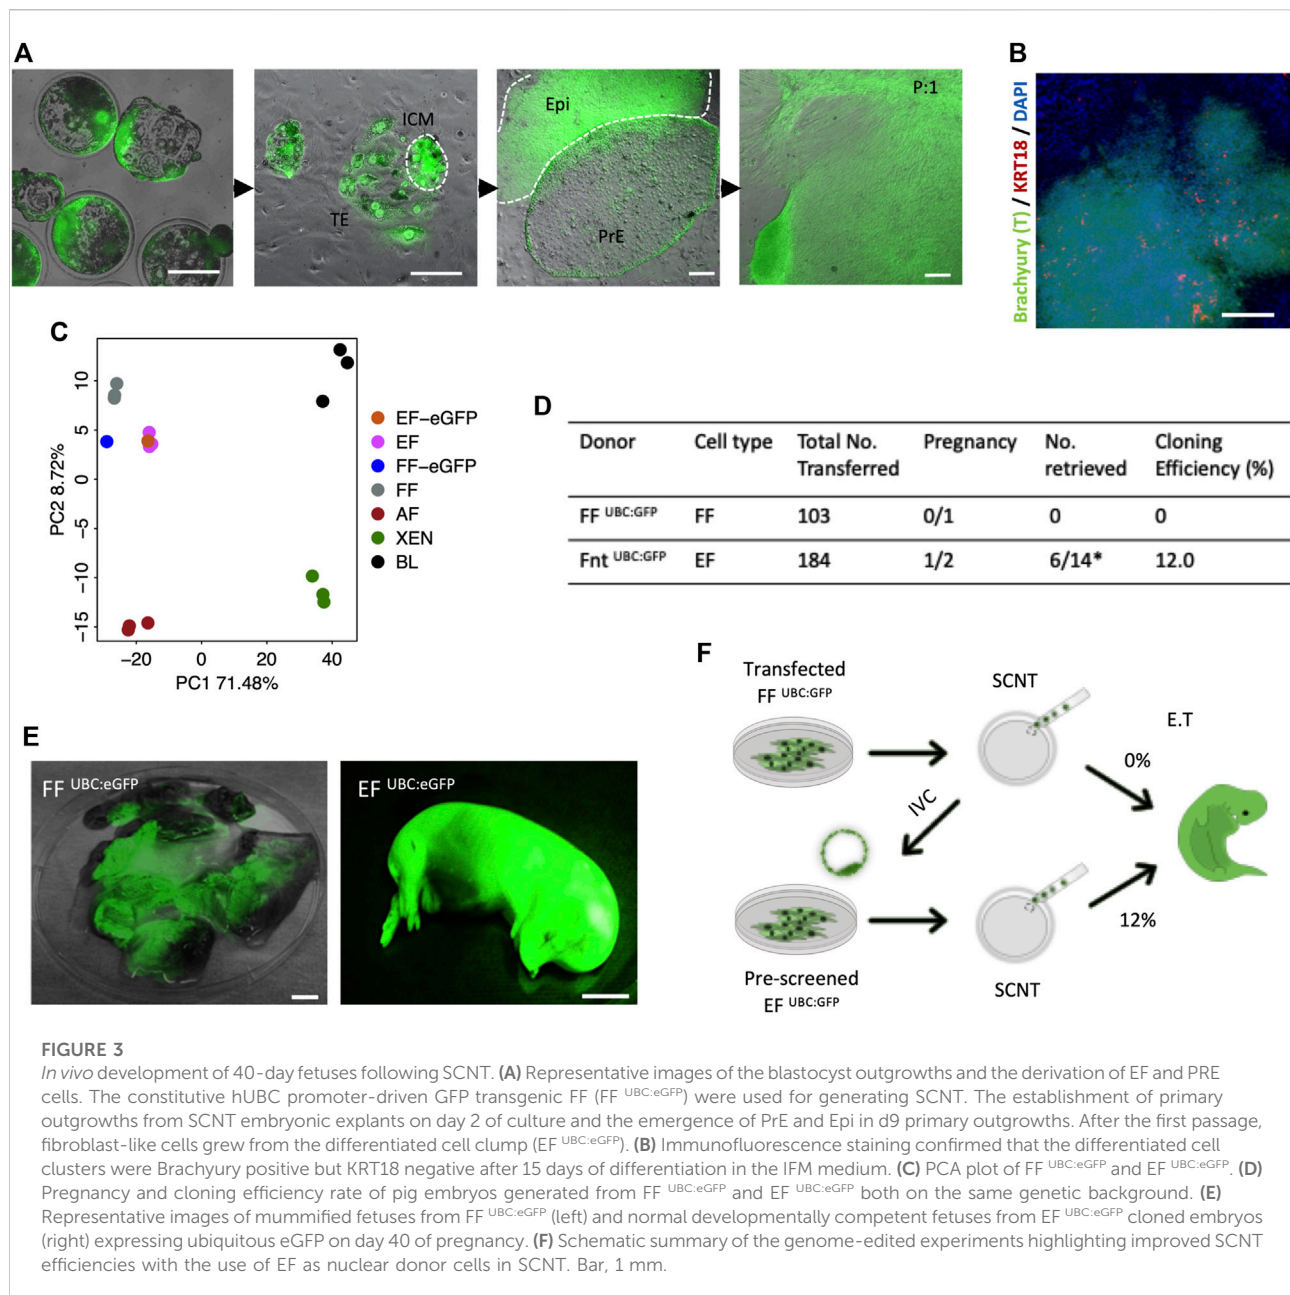 A
ICM
TE
Epi
PrE
P:1
B
Brachyury (T) / KRT18 / DAPI
C
PC2 8.72%
10
5
0
−5
−10
−15
−20
0
20
40
PC1 71.48%
EF−eGFP
EF
FF−eGFP
FF
AF
XEN
BL
D
Donor Cell type Total No. Transferred Pregnancy No. retrieved Cloning Efficiency (%)
FF UBC:GFP FF 103 0/1 0 0
Fnt UBC:GFP EF 184 1/2 6/14* 12.0
E
FF UBC:eGFP
EF UBC:eGFP
F
Transfected
FF UBC:GFP
SCNT
E.T
0%
IVC
12%
Pre-screened
EF UBC:GFP
SCNT
FIGURE 3
In vivo development of 40-day fetuses following SCNT. (A) Representative images of the blastocyst outgrowths and the derivation of EF and PRE
cells. The constitutive hUBC promoter-driven GFP transgenic FF (FF UBC:eGFP) were used for generating SCNT. The establishment of primary
outgrowths from SCNT embryonic explants on day 2 of culture and the emergence of PrE and Epi in d9 primary outgrowths. After the first passage,
fibroblast-like cells grew from the differentiated cell clump (EF UBC:eGFP). (B) Immunofluorescence staining confirmed that the differentiated cell
clusters were Brachyury positive but KRT18 negative after 15 days of differentiation in the IFM medium. (C) PCA plot of FF UBC:eGFP and EF UBC:eGFP. (D)
Pregnancy and cloning efficiency rate of pig embryos generated from FF UBC:eGFP and EF UBC:eGFP both on the same genetic background. (E)
Representative images of mummified fetuses from FF UBC:eGFP (left) and normal developmentally competent fetuses from EF UBC:eGFP cloned embryos
(right) expressing ubiquitous eGFP on day 40 of pregnancy. (F) Schematic summary of the genome-edited experiments highlighting improved SCNT
efficiencies with the use of EF as nuclear donor cells in SCNT. Bar, 1 mm.